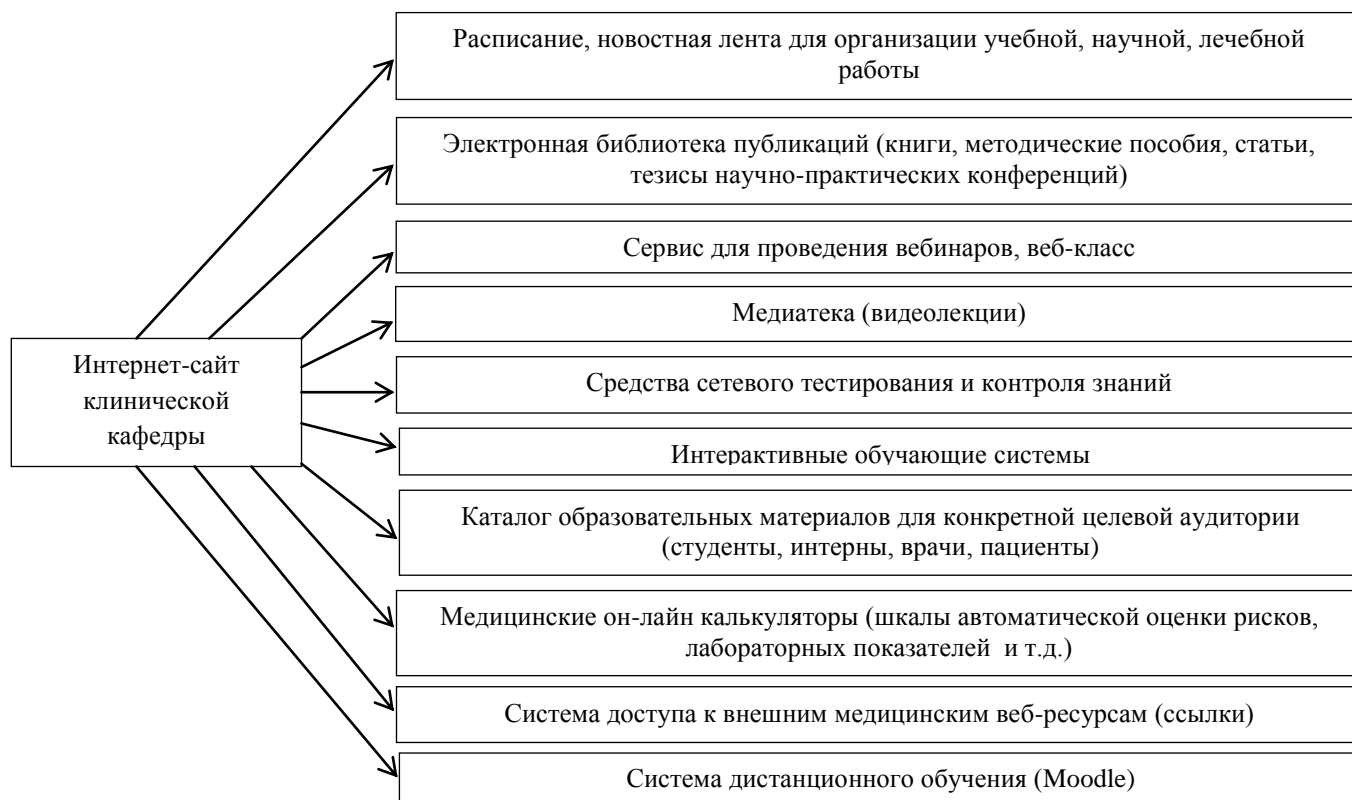 Расписание, новостная лента для организации учебной, научной, лечебной
работы
Электронная библиотека публикаций (книги, методические пособия, статьи,
тезисы научно-практических конференций)
Сервис для проведения вебинаров, веб-класс
Медиатека (видеолекции)
Интернет-сайт
клинической
кафедры
Средства сетевого тестирования и контроля знаний
Интерактивные обучающие системы
Каталог образовательных материалов для конкретной целевой аудитории
(студенты, интерны, врачи, пациенты)
Медицинские он-лайн калькуляторы (шкалы автоматической оценки рисков,
лабораторных показателей и т.д.)
Система доступа к внешним медицинским веб-ресурсам (ссылки)
Система дистанционного обучения (Moodle)